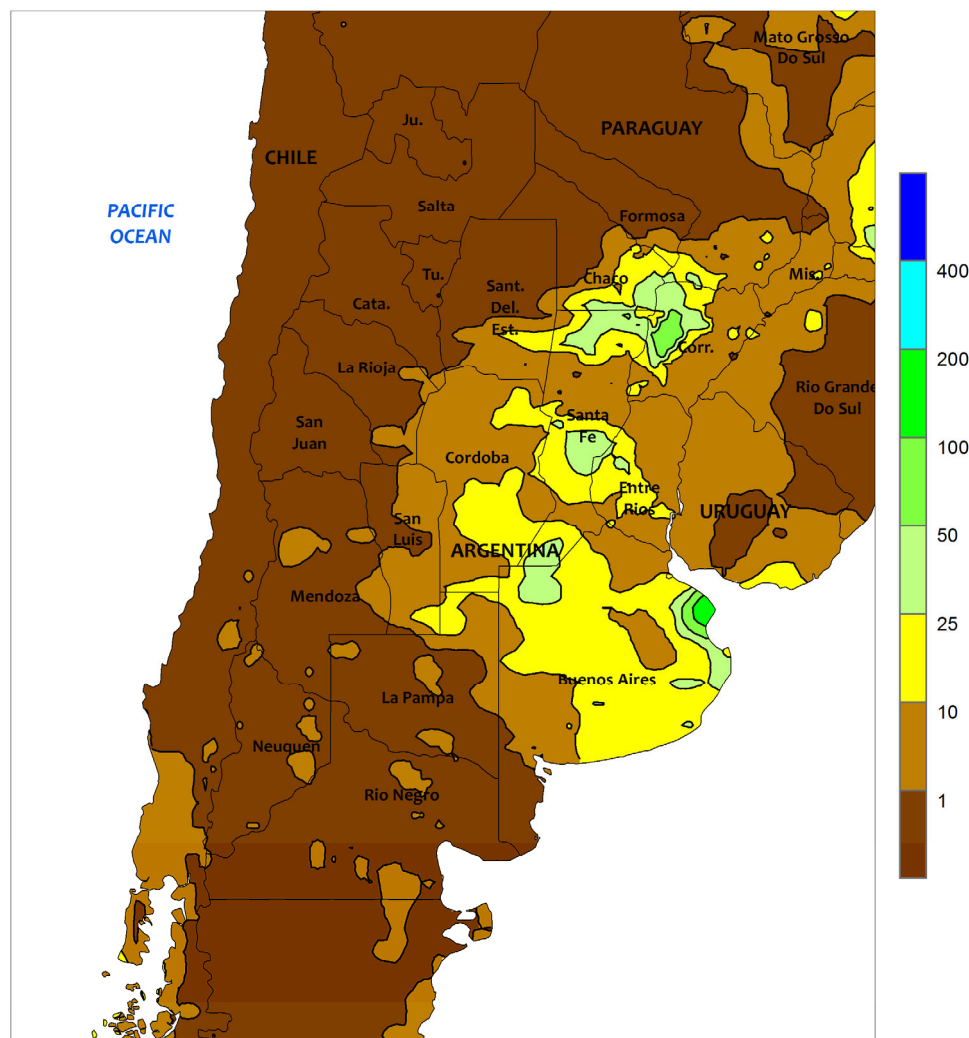 Mato Grosso
Do Sul
Ju.
PARAGUAY
CHILE
PACIFIC
OCEAN
Salta
Formosa
Tu.
Chaco
Mis.
Sant.
Del.
Est.
Cata.
Corr.
La Rioja
Rio Grande
Do Sul
San
Juan
Santa
Fe
Cordoba
Entre
Rios
URUGUAY
San
Luis
ARGENTINA
Mendoza
Buenos Aires
La Pampa
Neuquen
Rio Negro
400
200
100
50
25
10
1